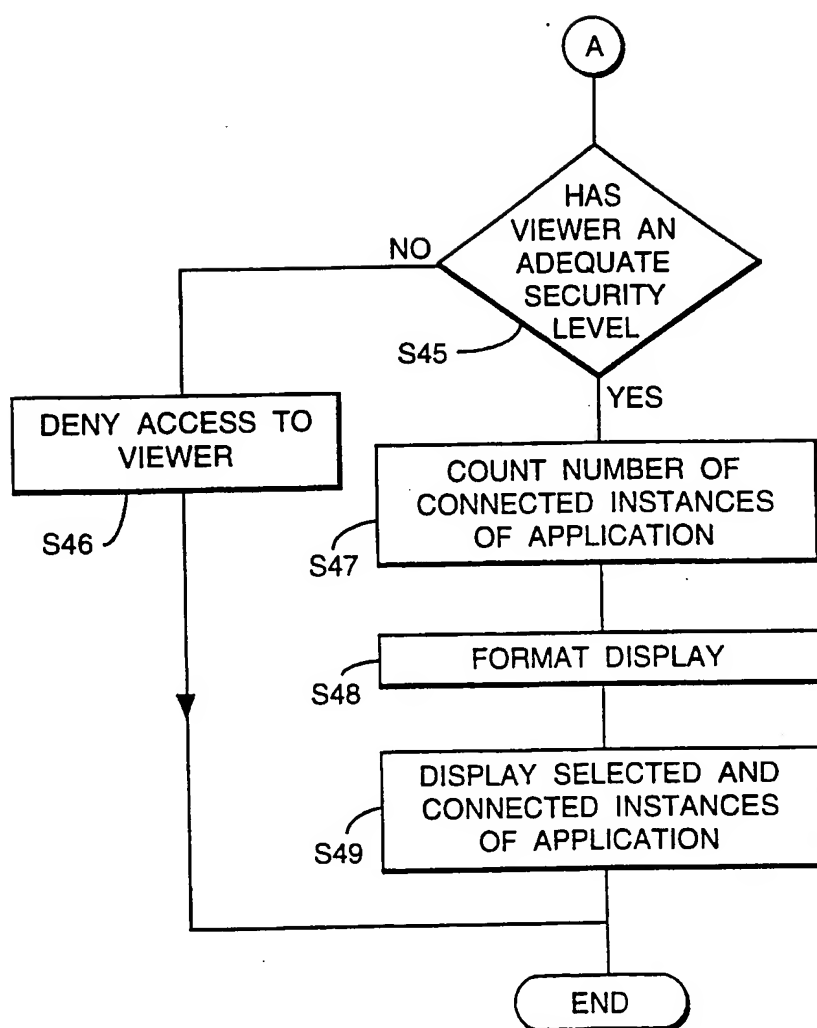 A
HAS
VIEWER AN
ADEQUATE
SECURITY
LEVEL
NO
S45
YES
DENY ACCESS TO
VIEWER
S46
COUNT NUMBER OF
CONNECTED INSTANCES
OF APPLICATION
S47
FORMAT DISPLAY
S48
DISPLAY SELECTED AND
CONNECTED INSTANCES
OF APPLICATION
S49
END